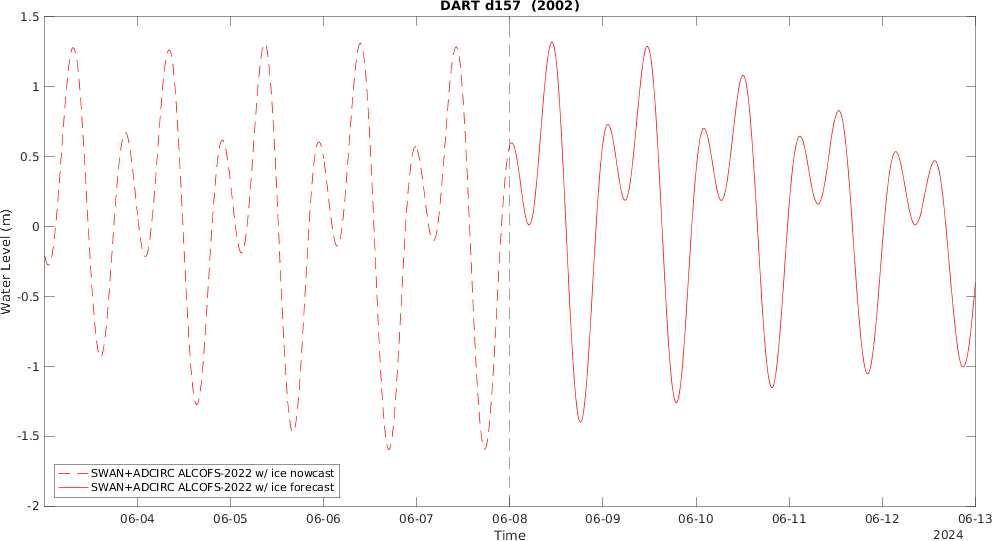 DART d157  (2002)
1.5
1
0.5
0
-0.5
-1
-1.5
-2
Water Level (m)
SWAN+ADCIRC ALCOFS-2022 w/ ice nowcast
SWAN+ADCIRC ALCOFS-2022 w/ ice forecast
06-04 06-05 06-06 06-07 06-08 06-09 06-10 06-11 06-12 06-13
Time
2024